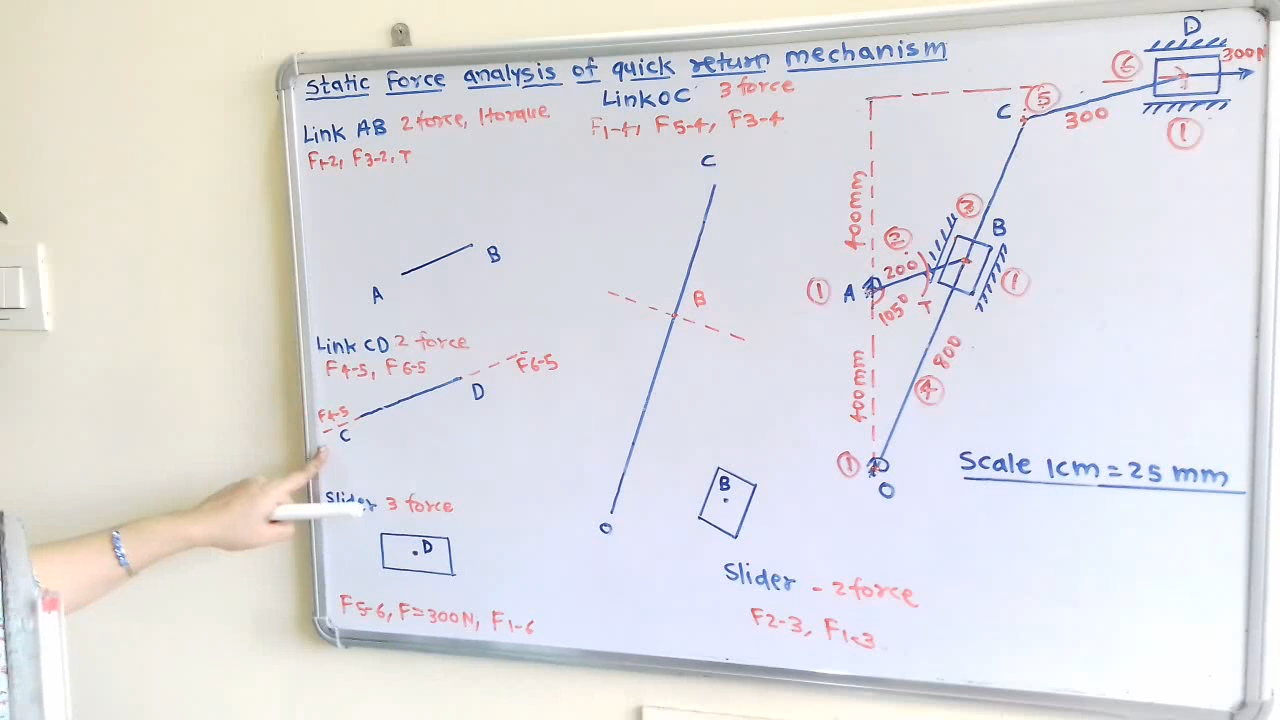 Static Force analysis of quick return mechanism
Link AB 2 force, 1 torque
F1-2, F3-2, T
A
B
Link CD 2 force
F4-5, F6-5
F4-5
C
D
F6-5
Slider 3 force
D
F5-6, F=300N, F1-6
Link OC 3 force
F1-4, F5-4, F3-4
C
B
O
B
Slider - 2 force
F2-3, F1-3
D
300N
6
5
C
300
1
400mm
3
B
2
200
1
A
105°
T
1
400mm
800
4
1
O
Scale 1cm = 25 mm